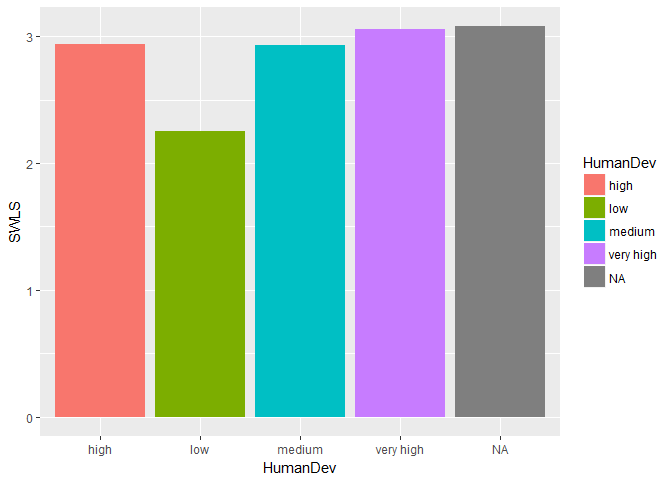 3
2
1
0
SWLS
high low medium very high NA
HumanDev
HumanDev
high
low
medium
very high
NA